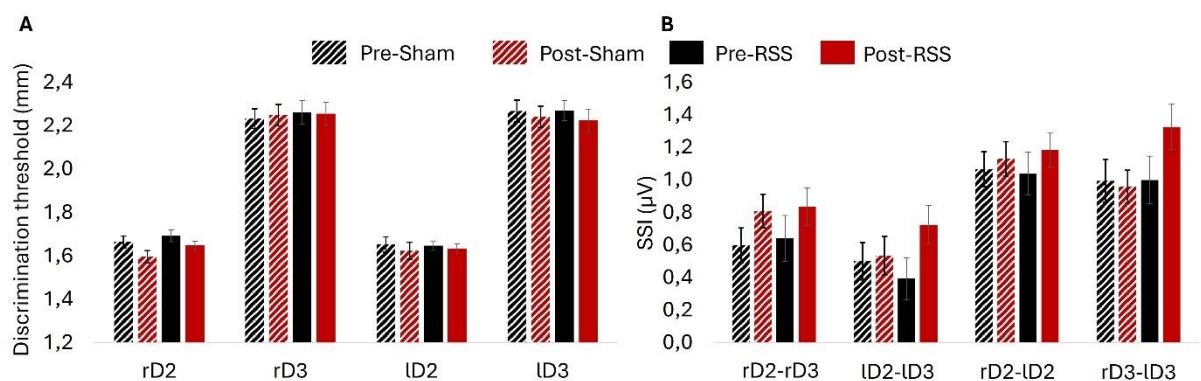 A
B
Pre-Sham Post-Sham Pre-RSS Post-RSS
Discrimination threshold (mm)
2,4
2,2
2,0
1,8
1,6
1,4
1,2
rD2 rD3 lD2 lD3
SSI (µV)
1,6
1,4
1,2
1,0
0,8
0,6
0,4
0,2
0,0
rD2-rD3 lD2-lD3 rD2-lD2 rD3-lD3